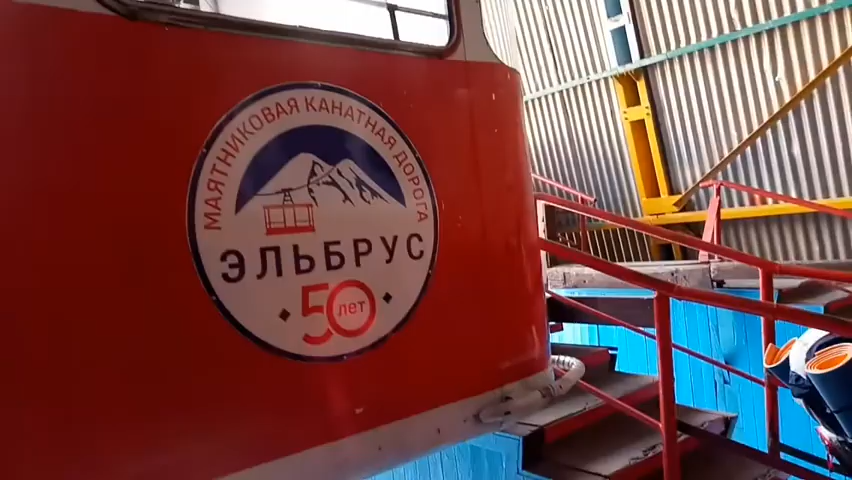 МАЯТНИКОВАЯ КАНАТНАЯ ДОРОГА
ЭЛЬБРУС
50 лет